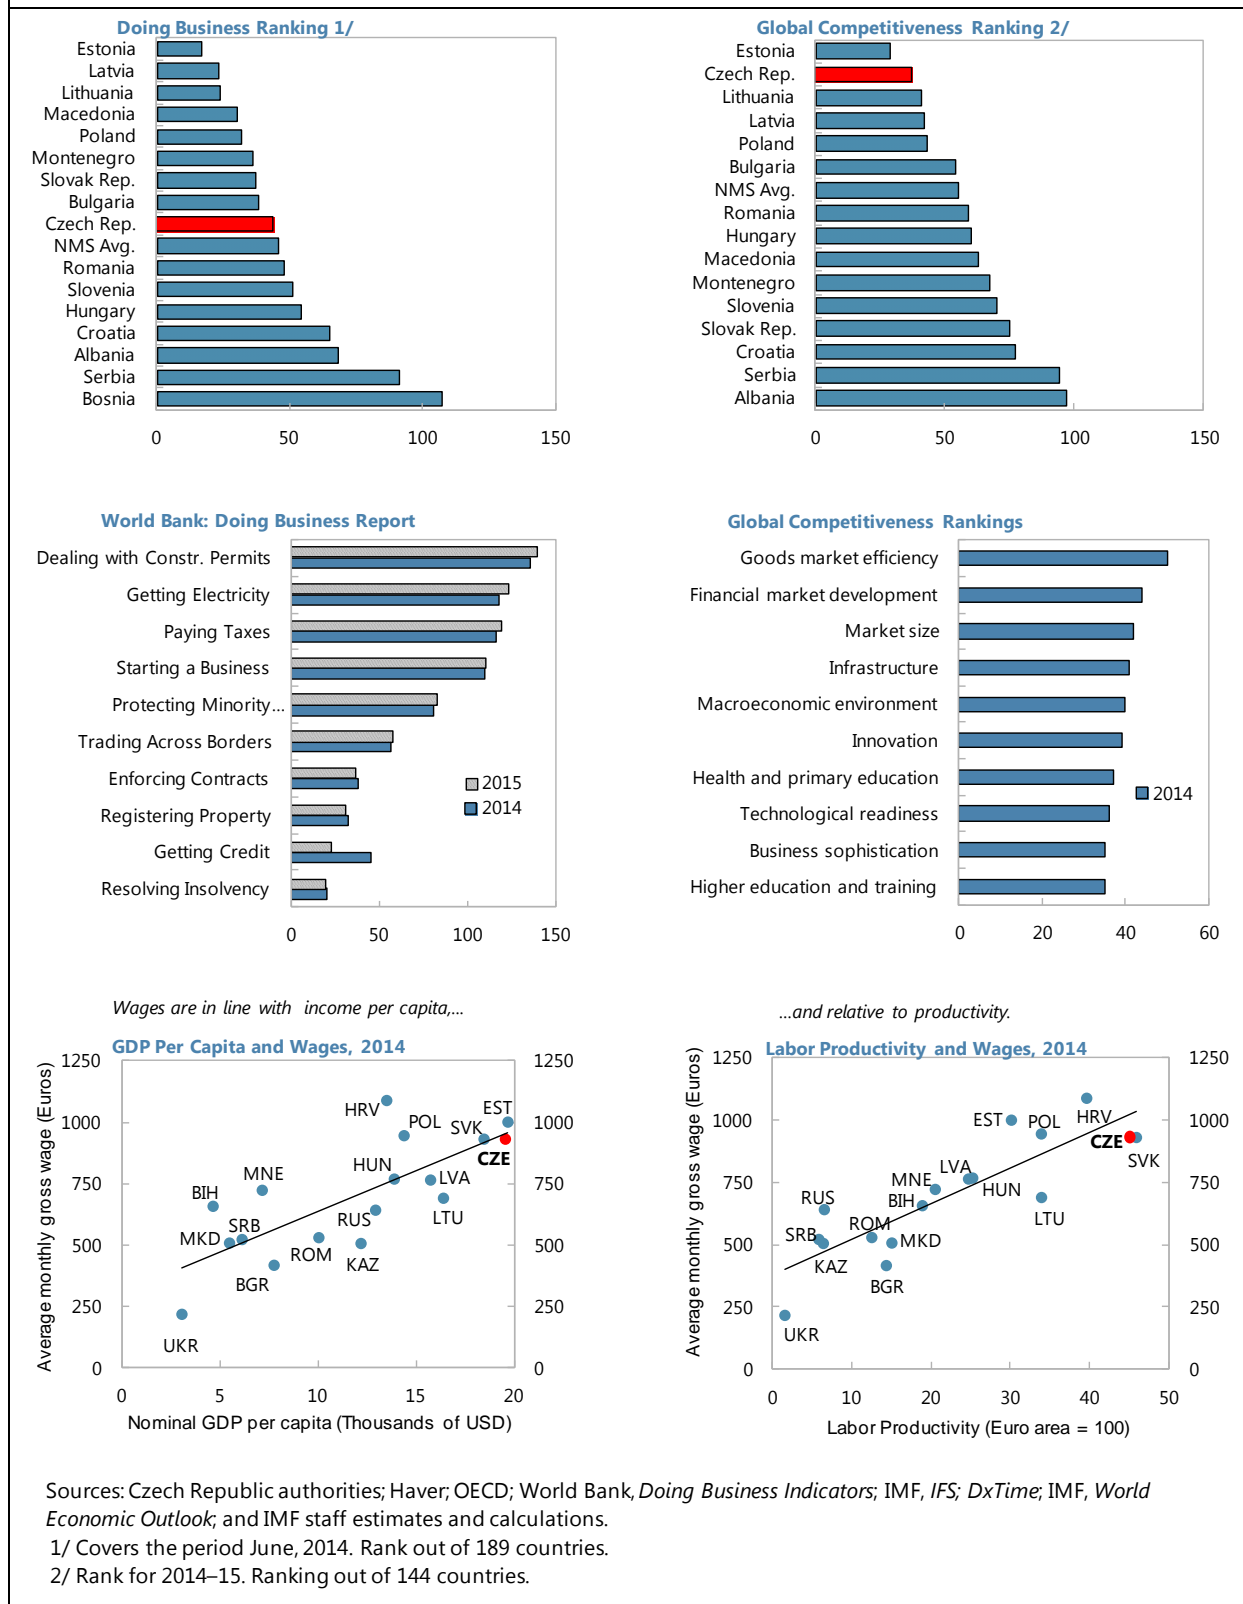 Doing Business Ranking 1/
Estonia
Latvia
Lithuania
Macedonia
Poland
Montenegro
Slovak Rep.
Bulgaria
Czech Rep.
NMS Avg.
Romania
Slovenia
Hungary
Croatia
Albania
Serbia
Bosnia
0 50 100 150
Global Competitiveness Ranking 2/
Estonia
Czech Rep.
Lithuania
Latvia
Poland
Bulgaria
NMS Avg.
Romania
Hungary
Macedonia
Montenegro
Slovenia
Slovak Rep.
Croatia
Serbia
Albania
0 50 100 150
World Bank: Doing Business Report
Dealing with Constr. Permits
Getting Electricity
Paying Taxes
Starting a Business
Protecting Minority...
Trading Across Borders
Enforcing Contracts
Registering Property
Getting Credit
Resolving Insolvency
2015
2014
0 50 100 150
Global Competitiveness Rankings
Goods market efficiency
Financial market development
Market size
Infrastructure
Macroeconomic environment
Innovation
Health and primary education
Technological readiness
Business sophistication
Higher education and training
2014
0 20 40 60
Wages are in line with income per capita,...
GDP Per Capita and Wages, 2014
Average monthly gross wage (Euros)
1250 1250
1000 1000
750 750
500 500
250 250
0 0
HRV
POL
EST
SVK
CZE
HUN
LVA
LTU
MNE
BIH
RUS
SRB
MKD
ROM
KAZ
BGR
UKR
0 5 10 15 20
Nominal GDP per capita (Thousands of USD)
...and relative to productivity.
Labor Productivity and Wages, 2014
Average monthly gross wage (Euros)
1250 1250
1000 1000
750 750
500 500
250 250
0 0
HRV
EST
POL
CZE
SVK
LVA
MNE
HUN
BIH
RUS
LTU
ROM
SRB
MKD
KAZ
BGR
UKR
0 10 20 30 40 50
Labor Productivity (Euro area = 100)
Sources: Czech Republic authorities; Haver; OECD; World Bank, Doing Business Indicators; IMF, IFS; DxTime; IMF, World
Economic Outlook; and IMF staff estimates and calculations.
1/ Covers the period June, 2014. Rank out of 189 countries.
2/ Rank for 2014–15. Ranking out of 144 countries.